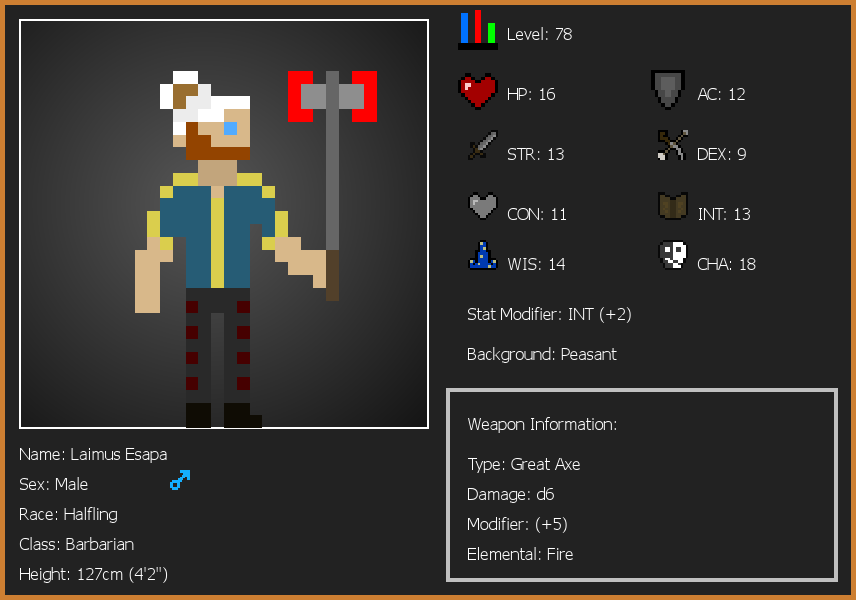 Level: 78
HP: 16
AC: 12
STR: 13
DEX: 9
CON: 11
INT: 13
WIS: 14
CHA: 18
Stat Modifier: INT (+2)
Background: Peasant
Weapon Information:
Type: Great Axe
Damage: d6
Modifier: (+5)
Elemental: Fire
Name: Laimus Esapa
Sex: Male
Race: Halfling
Class: Barbarian
Height: 127cm (4'2")